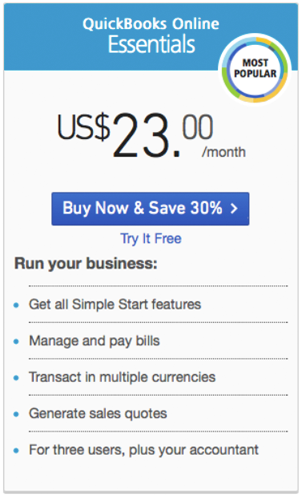 QuickBooks Online
Essentials
MOST
POPULAR
US$23.00
/month
Buy Now & Save 30% >
Try It Free
Run your business:
• Get all Simple Start features
• Manage and pay bills
• Transact in multiple currencies
• Generate sales quotes
• For three users, plus your accountant